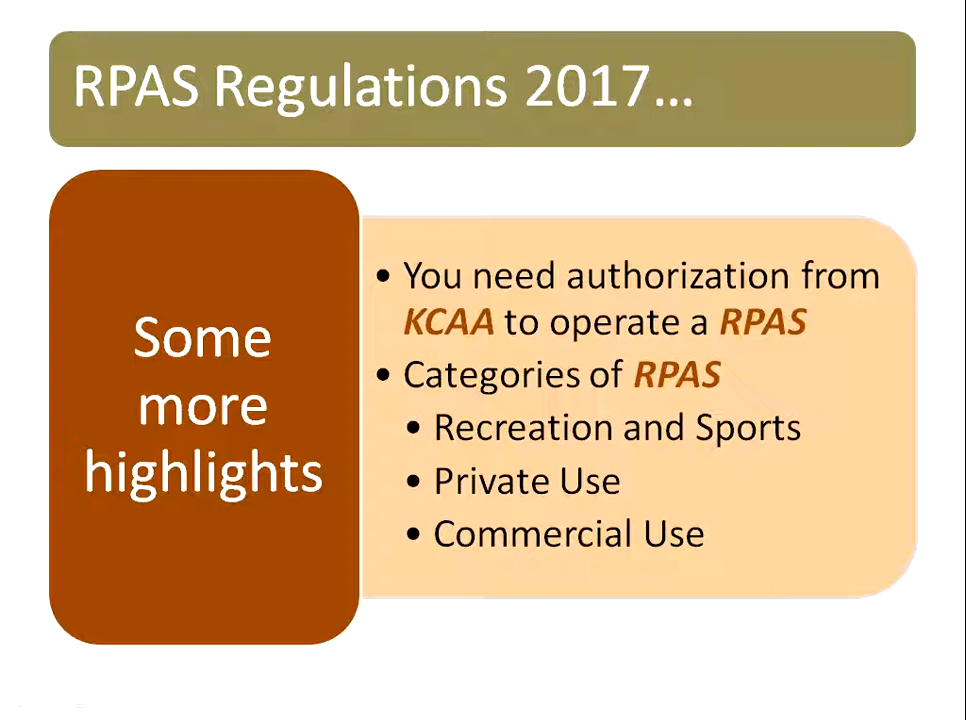 RPAS Regulations 2017...
Some
more
highlights
• You need authorization from
KCAA to operate a RPAS
• Categories of RPAS
• Recreation and Sports
• Private Use
• Commercial Use